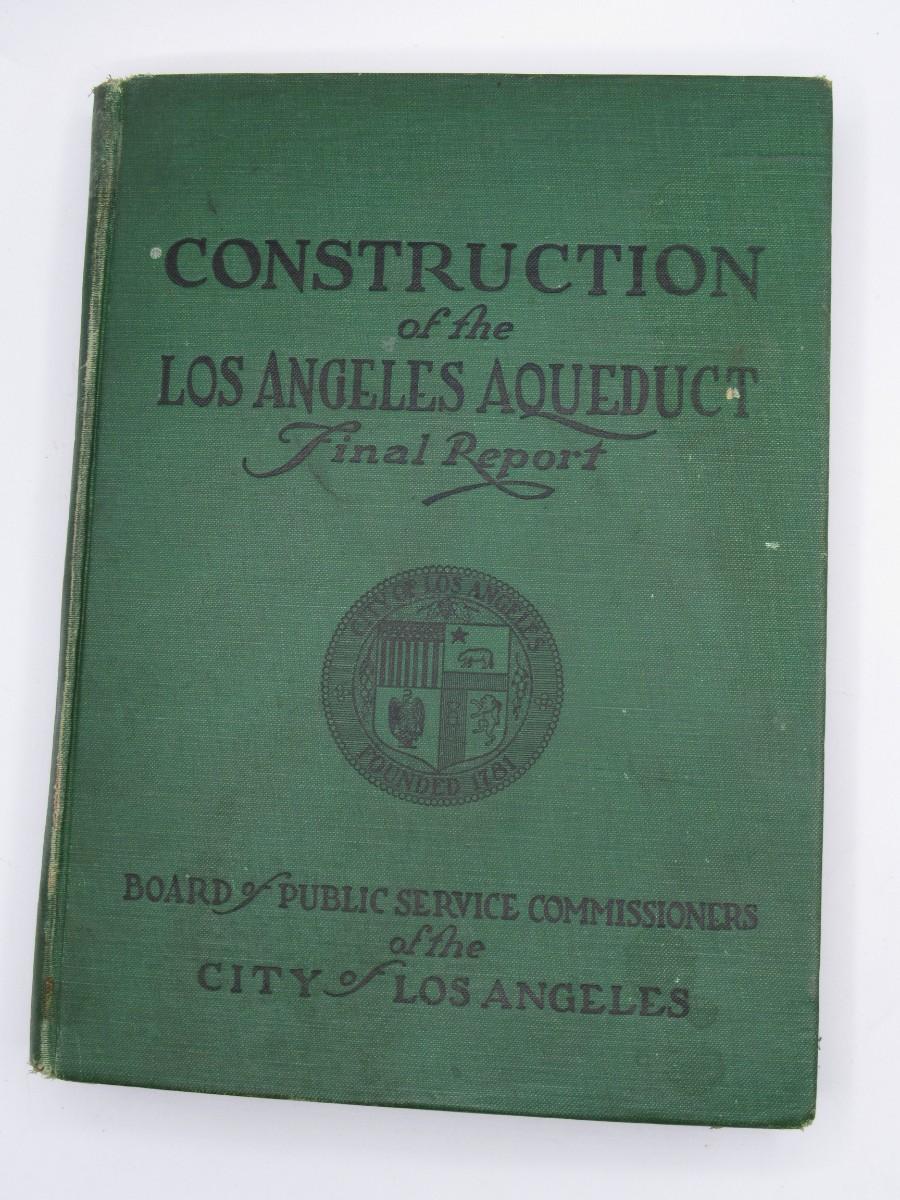 CONSTRUCTION
of the
LOS ANGELES AQUEDUCT
Final Report
CITY OF LOS ANGELES
FOUNDED 1781
BOARD of PUBLIC SERVICE COMMISSIONERS
of the
CITY of LOS ANGELES